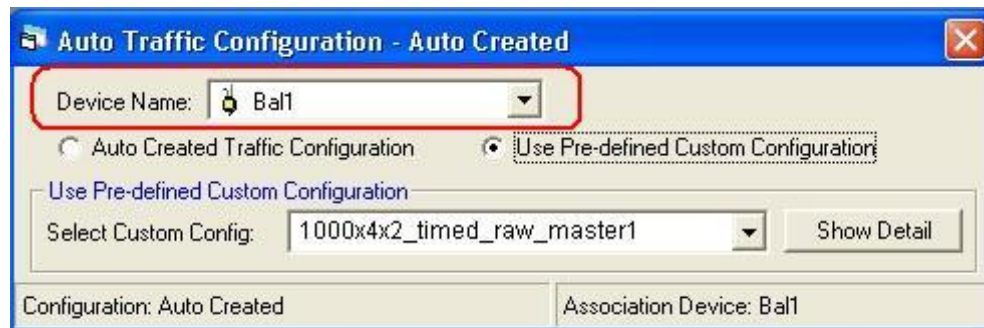 Auto Traffic Configuration - Auto Created
Device Name: Bal1
Auto Created Traffic Configuration Use Pre-defined Custom Configuration
Use Pre-defined Custom Configuration
Select Custom Config: 1000x4x2_timed_raw_master1 Show Detail
Configuration: Auto Created Association Device: Bal1